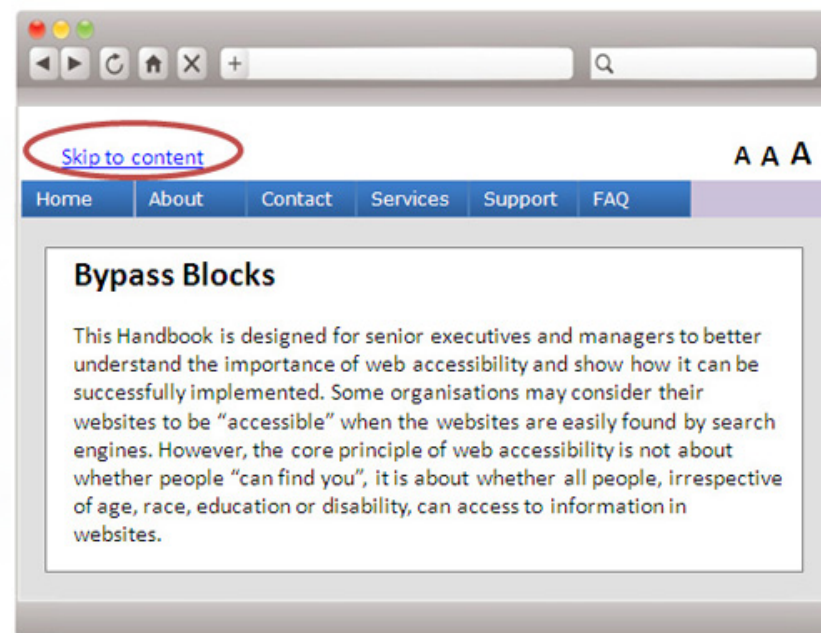 Skip to content
A A A
Home About Contact Services Support FAQ
Bypass Blocks
This Handbook is designed for senior executives and managers to better
understand the importance of web accessibility and show how it can be
successfully implemented. Some organisations may consider their
websites to be “accessible” when the websites are easily found by search
engines. However, the core principle of web accessibility is not about
whether people “can find you”, it is about whether all people, irrespective
of age, race, education or disability, can access to information in
websites.